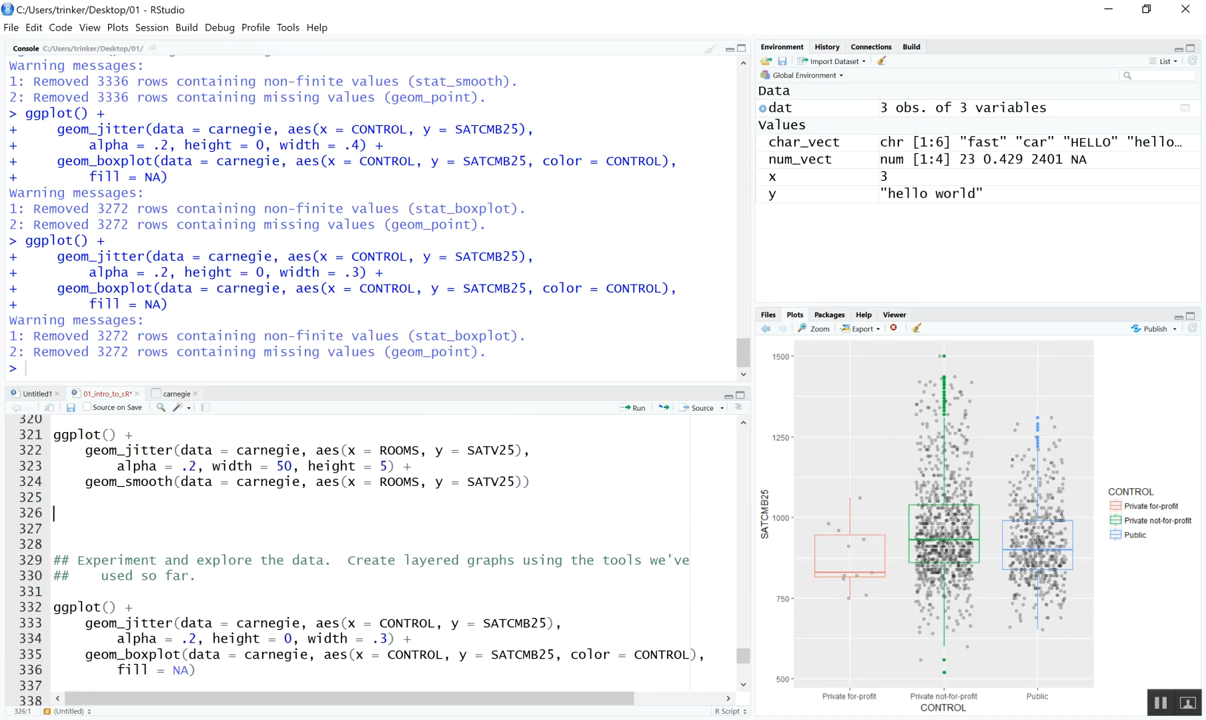 C:/Users/trinker/Desktop/01 - RStudio
File Edit Code View Plots Session Build Debug Profile Tools Help
Console C:/Users/trinker/Desktop/01/
Warning messages:
1: Removed 3336 rows containing non-finite values (stat_smooth).
2: Removed 3336 rows containing missing values (geom_point).
> ggplot() +
+     geom_jitter(data = carnegie, aes(x = CONTROL, y = SATCMB25),
+         alpha = .2, height = 0, width = .4) +
+     geom_boxplot(data = carnegie, aes(x = CONTROL, y = SATCMB25, color = CONTROL),
+         fill = NA)
Warning messages:
1: Removed 3272 rows containing non-finite values (stat_boxplot).
2: Removed 3272 rows containing missing values (geom_point).
> ggplot() +
+     geom_jitter(data = carnegie, aes(x = CONTROL, y = SATCMB25),
+         alpha = .2, height = 0, width = .3) +
+     geom_boxplot(data = carnegie, aes(x = CONTROL, y = SATCMB25, color = CONTROL),
+         fill = NA)
Warning messages:
1: Removed 3272 rows containing non-finite values (stat_boxplot).
2: Removed 3272 rows containing missing values (geom_point).
>
Untitled1 01_intro_to_r.R* carnegie
Source on Save Run Source
320
321 ggplot() +
322     geom_jitter(data = carnegie, aes(x = ROOMS, y = SATV25),
323         alpha = .2, width = 50, height = 5) +
324     geom_smooth(data = carnegie, aes(x = ROOMS, y = SATV25))
325
326
327
328
329 ## Experiment and explore the data.  Create layered graphs using the tools we've
330 ##    used so far.
331
332 ggplot() +
333     geom_jitter(data = carnegie, aes(x = CONTROL, y = SATCMB25),
334         alpha = .2, height = 0, width = .3) +
335     geom_boxplot(data = carnegie, aes(x = CONTROL, y = SATCMB25, color = CONTROL),
336         fill = NA)
337
338
326:1 (Untitled) R Script
Environment History Connections Build
Import Dataset List
Global Environment
Data
dat 3 obs. of 3 variables
Values
char_vect chr [1:6] "fast" "car" "HELLO" "hello...
num_vect num [1:4] 23 0.429 2401 NA
x 3
y "hello world"
Files Plots Packages Help Viewer
Zoom Export Publish
1500
1250
1000
750
500
SATCMB25
Private for-profit Private not-for-profit Public
CONTROL
CONTROL
Private for-profit
Private not-for-profit
Public